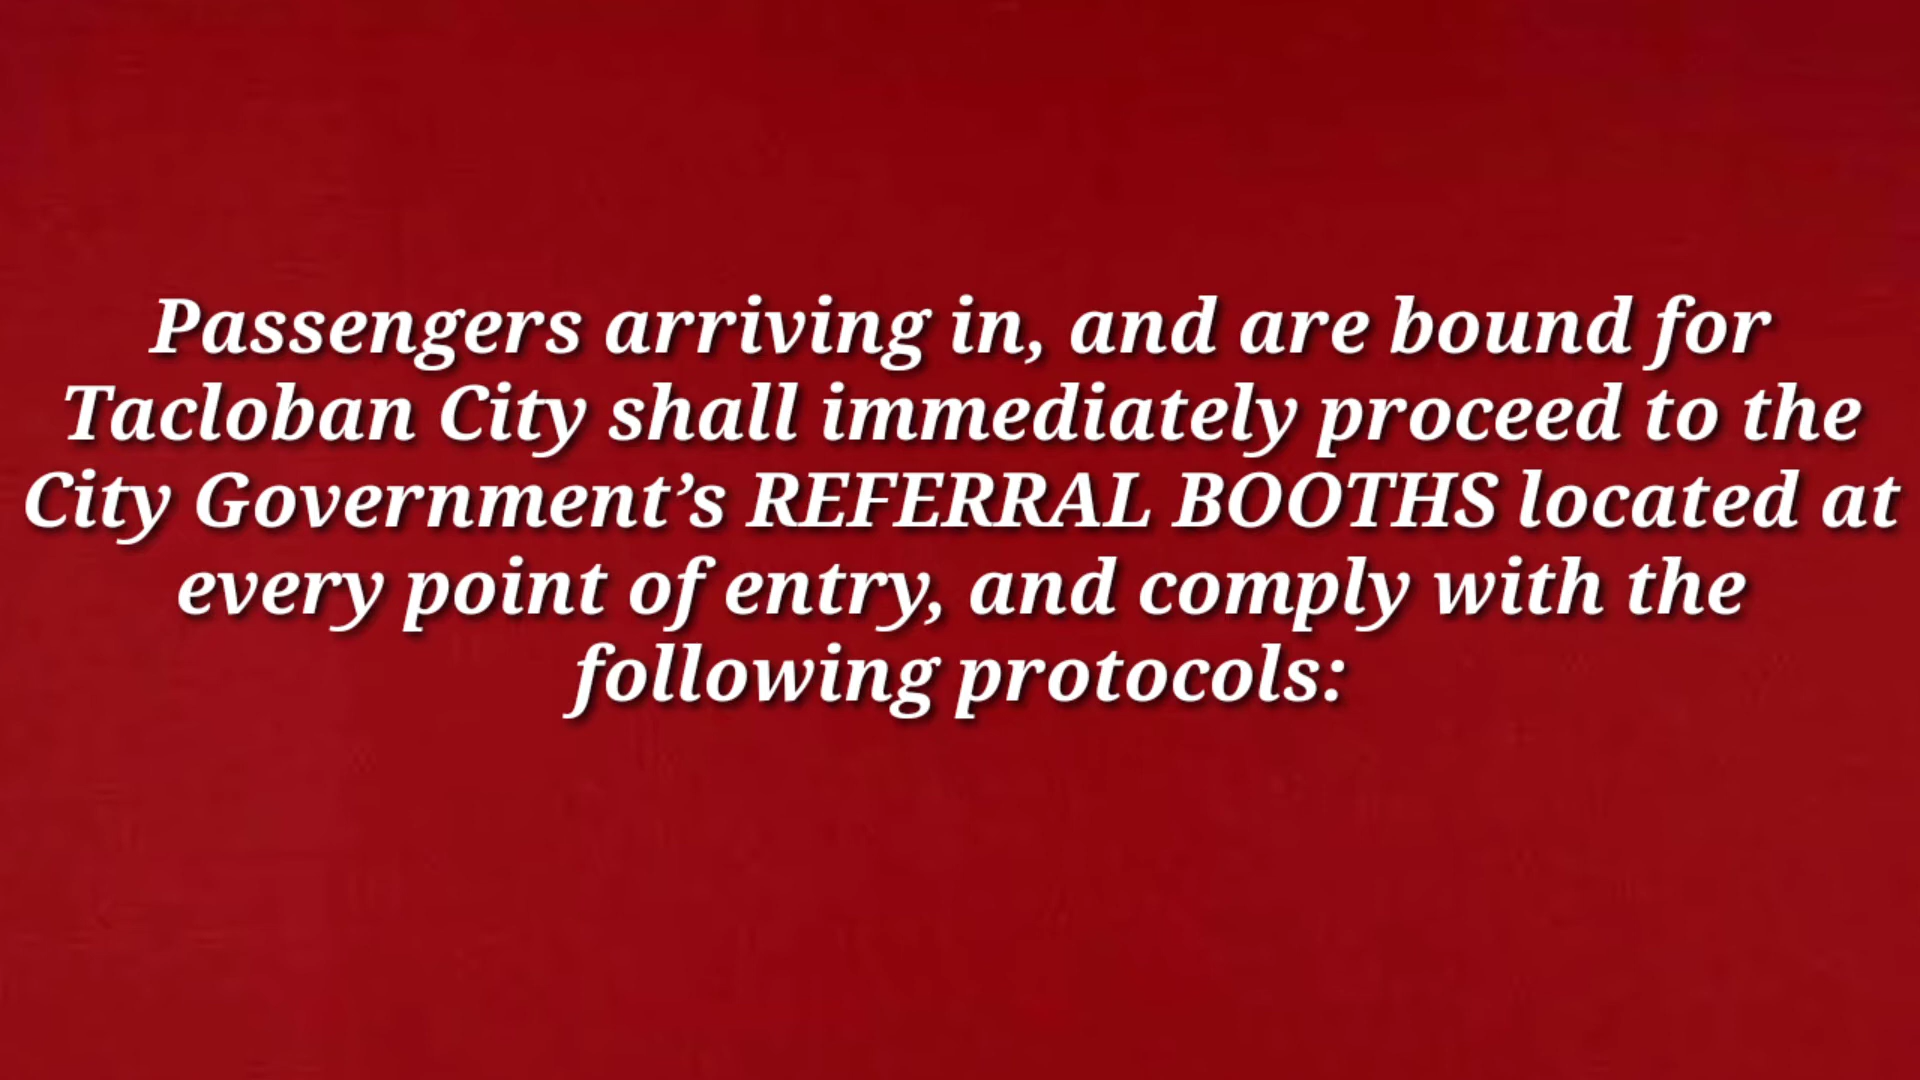 Passengers arriving in, and are bound for
Tacloban City shall immediately proceed to the
City Government’s REFERRAL BOOTHS located at
every point of entry, and comply with the
following protocols: